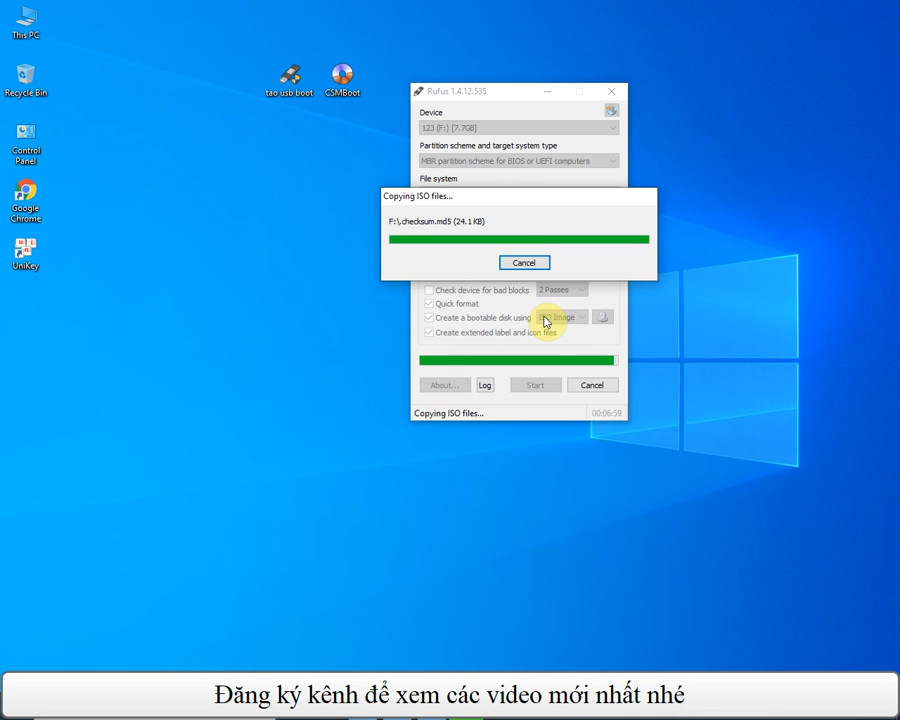 This PC
Recycle Bin
Control
Panel
Google
Chrome
UniKey
tao usb boot
CSMBoot
Rufus 1.4.12.535
Device
123 (F:) [7.7GB]
Partition scheme and target system type
MBR partition scheme for BIOS or UEFI computers
File system
Copying ISO files...
F:\.checksum.md5 (24.1 KB)
Cancel
Check device for bad blocks
2 Passes
Quick format
Create a bootable disk using
ISO Image
Create extended label and icon files
About...
Log
Start
Cancel
Copying ISO files...
00:06:59
Đăng ký kênh để xem các video mới nhất nhé